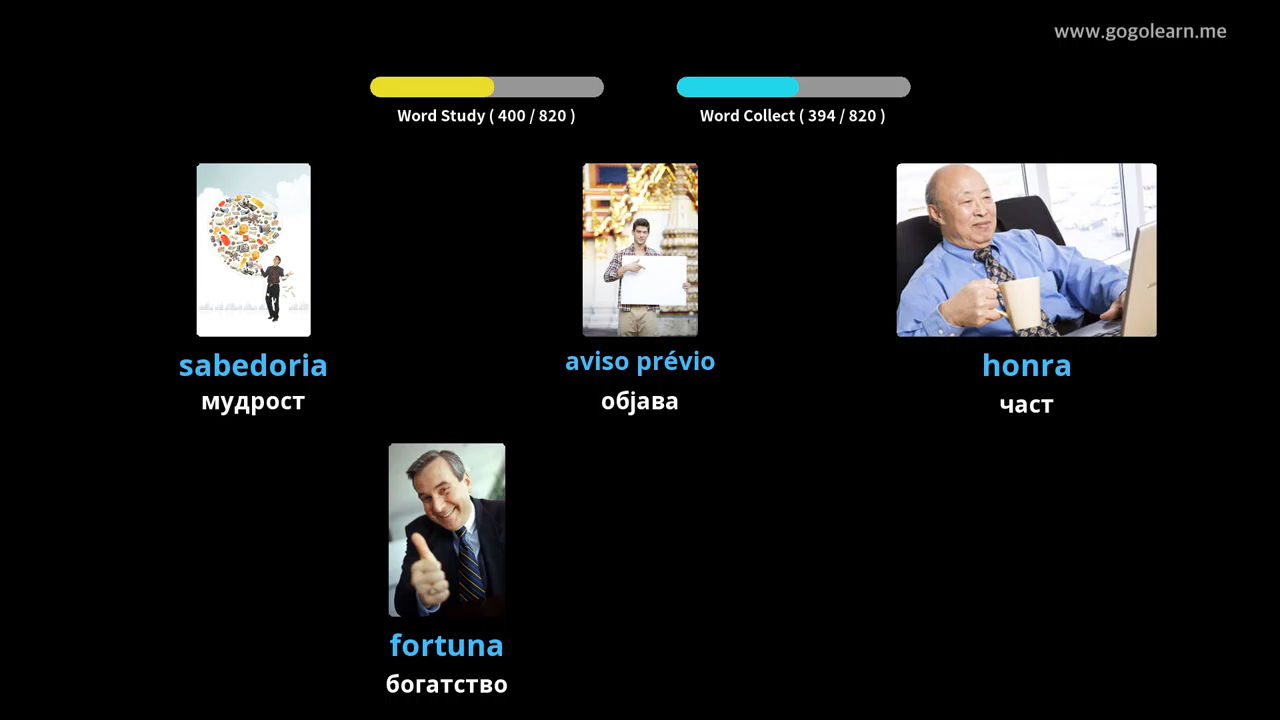 www.gogolearn.me
Word Study ( 400 / 820 )
Word Collect ( 394 / 820 )
sabedoria
мудрост
aviso prévio
објава
honra
част
fortuna
богатство